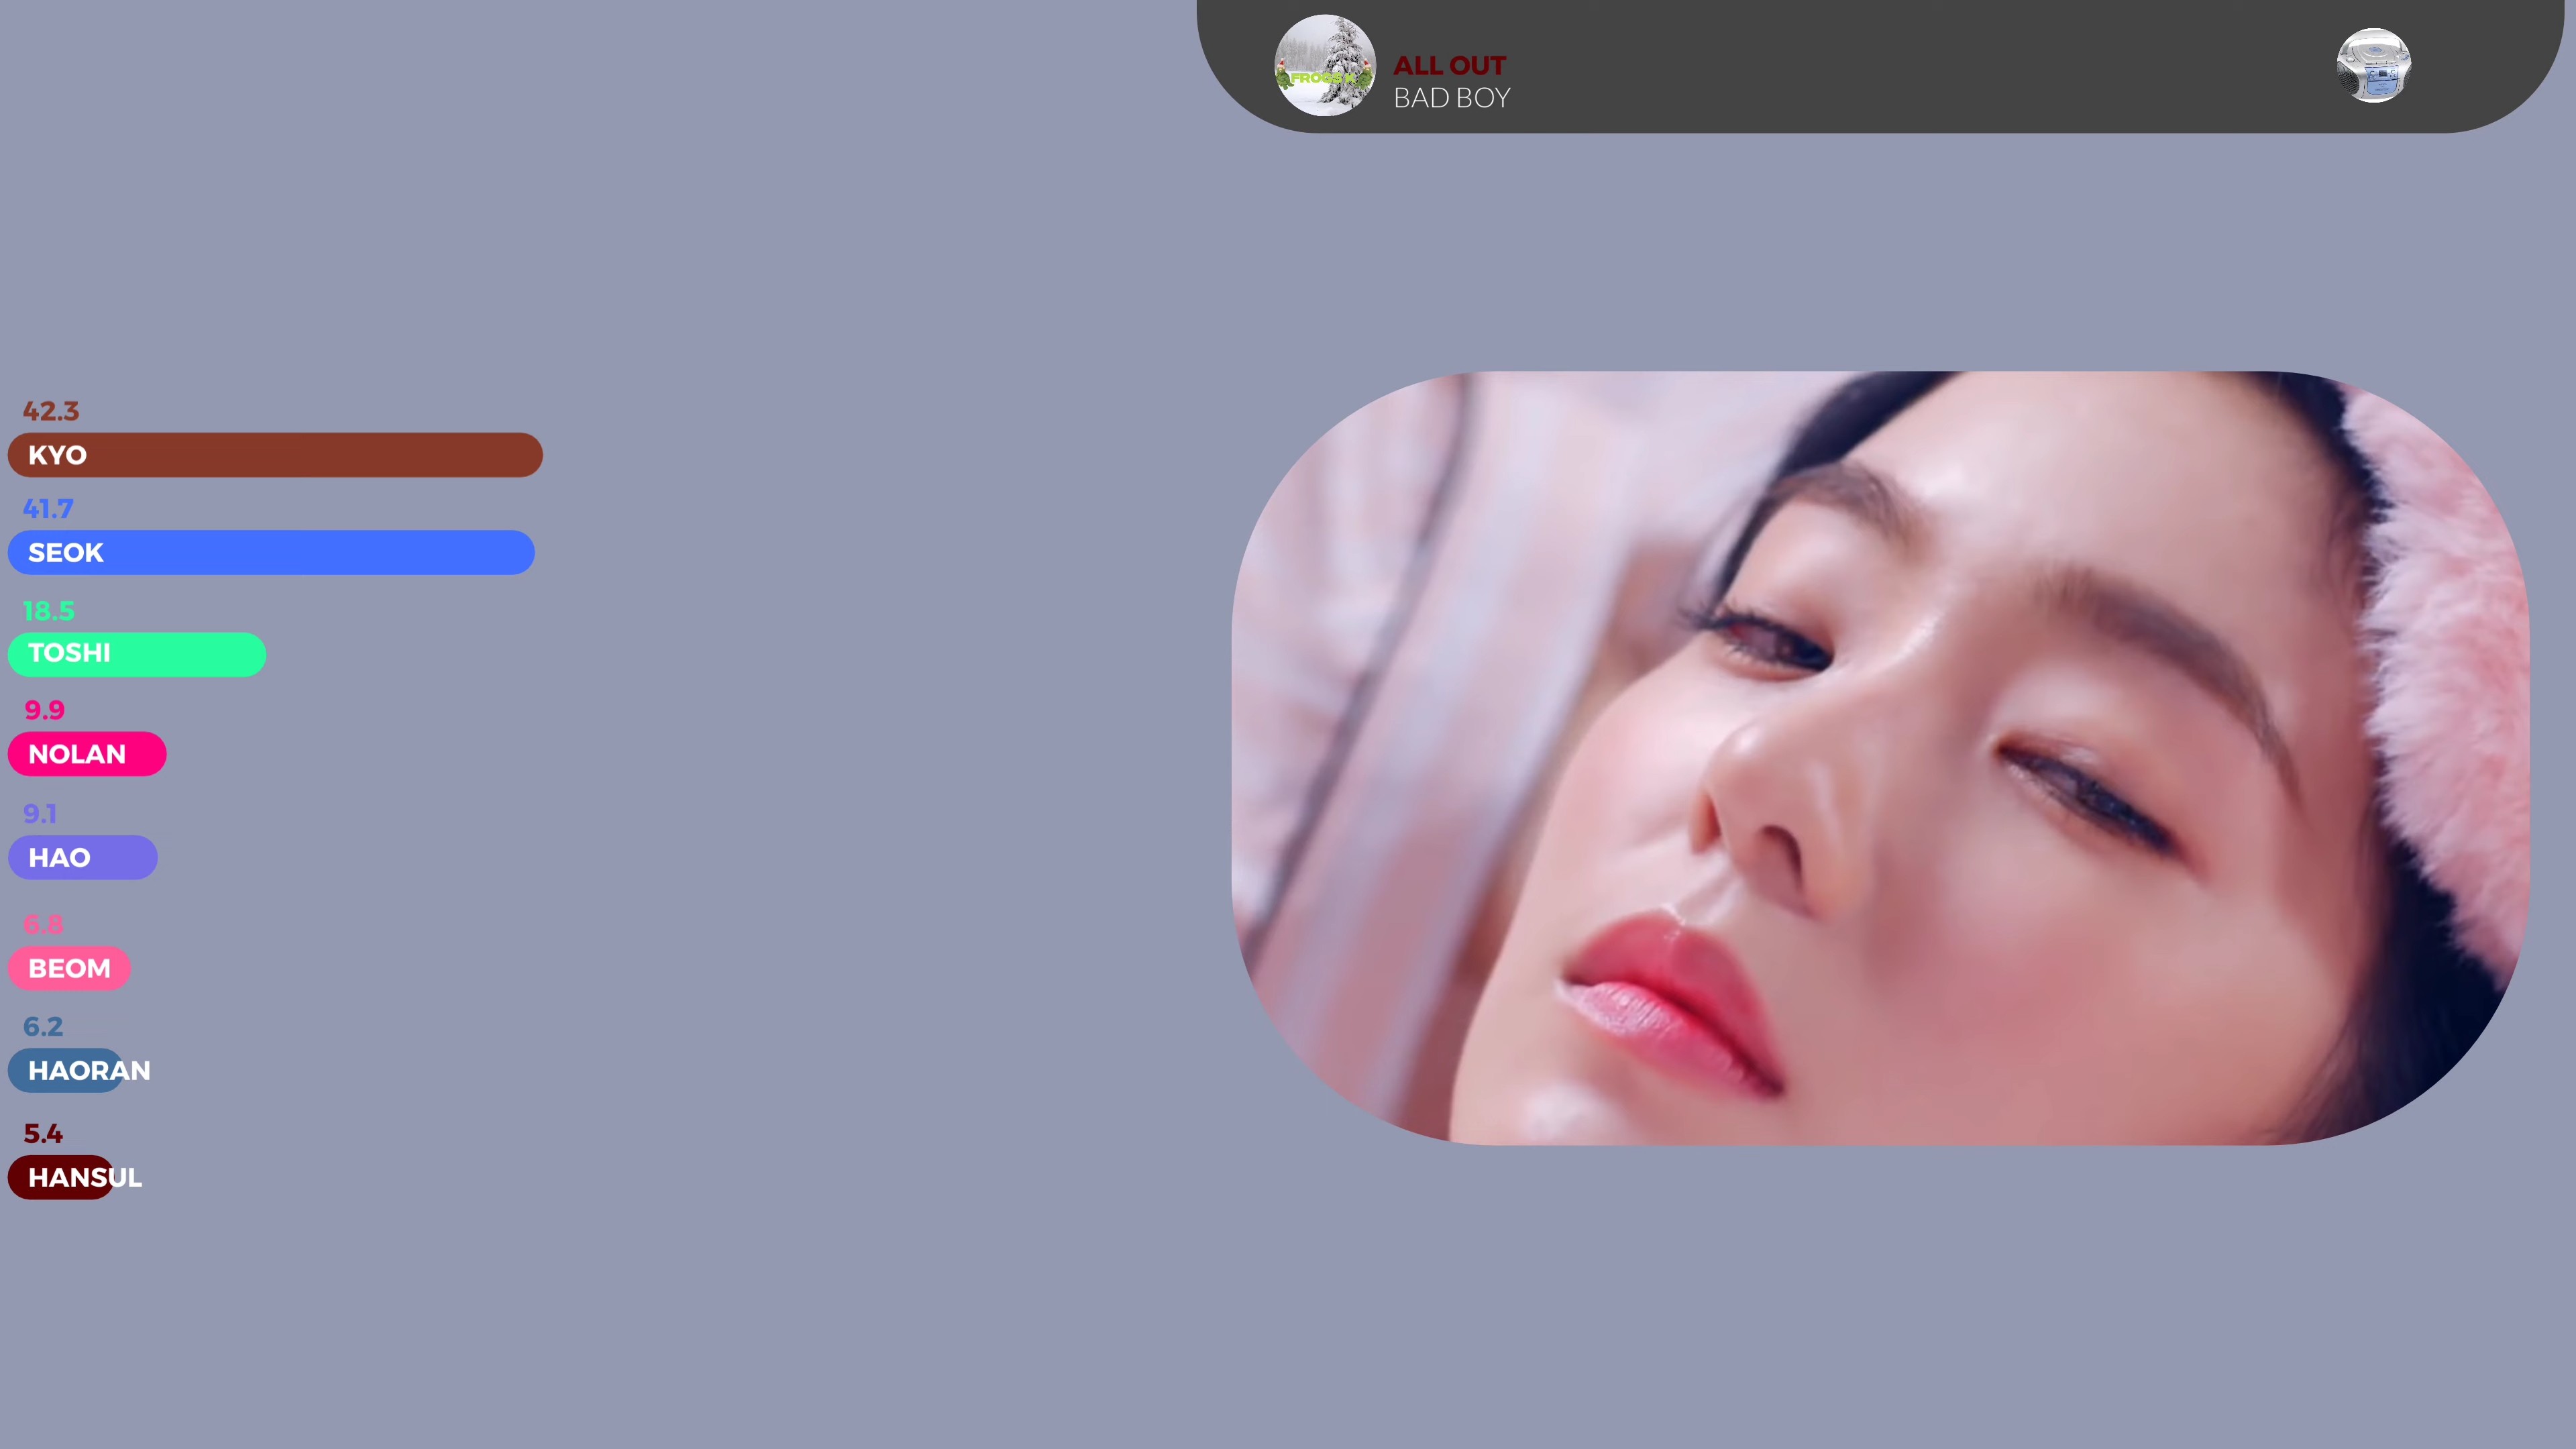 FROGS K
ALL OUT
BAD BOY
42.3
KYO
41.7
SEOK
18.5
TOSHI
9.9
NOLAN
9.1
HAO
6.8
BEOM
6.2
HAORAN
5.4
HANSUL